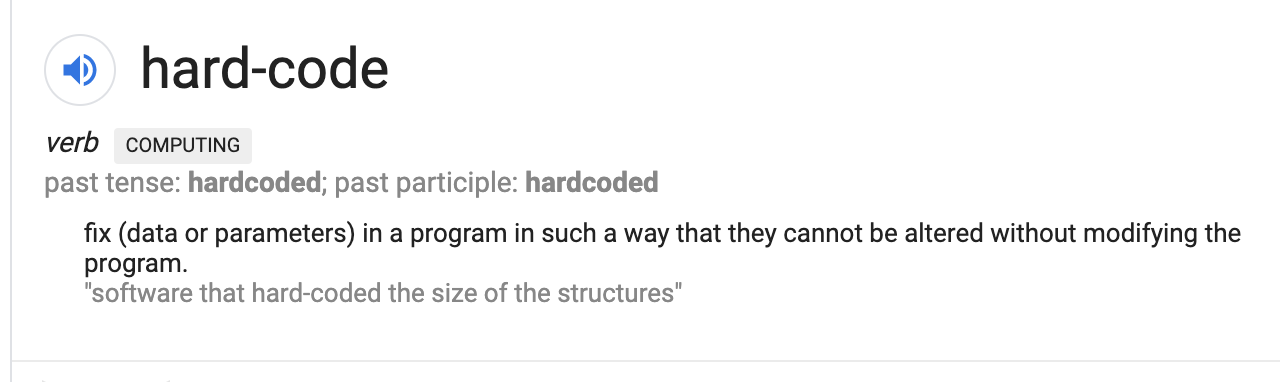 hard-code
verb COMPUTING
past tense: hardcoded; past participle: hardcoded
fix (data or parameters) in a program in such a way that they cannot be altered without modifying the
program.
"software that hard-coded the size of the structures"